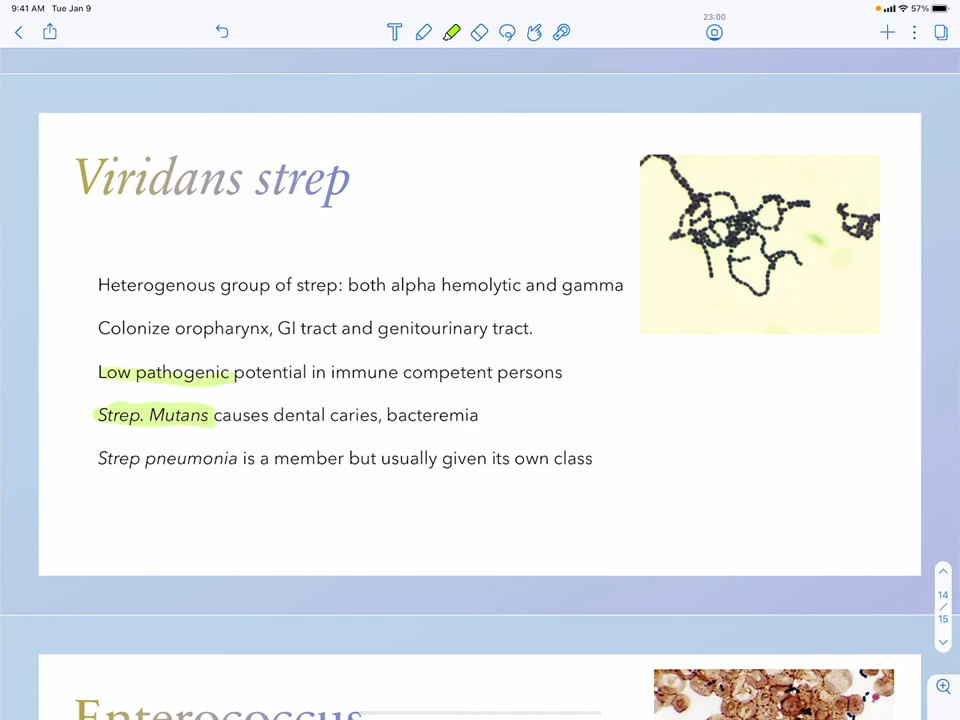 9:41 AM Tue Jan 9
57%
23:00
Viridans strep
Heterogenous group of strep: both alpha hemolytic and gamma
Colonize oropharynx, GI tract and genitourinary tract.
Low pathogenic potential in immune competent persons
Strep. Mutans causes dental caries, bacteremia
Strep pneumonia is a member but usually given its own class
14
/
15
Enterococcus